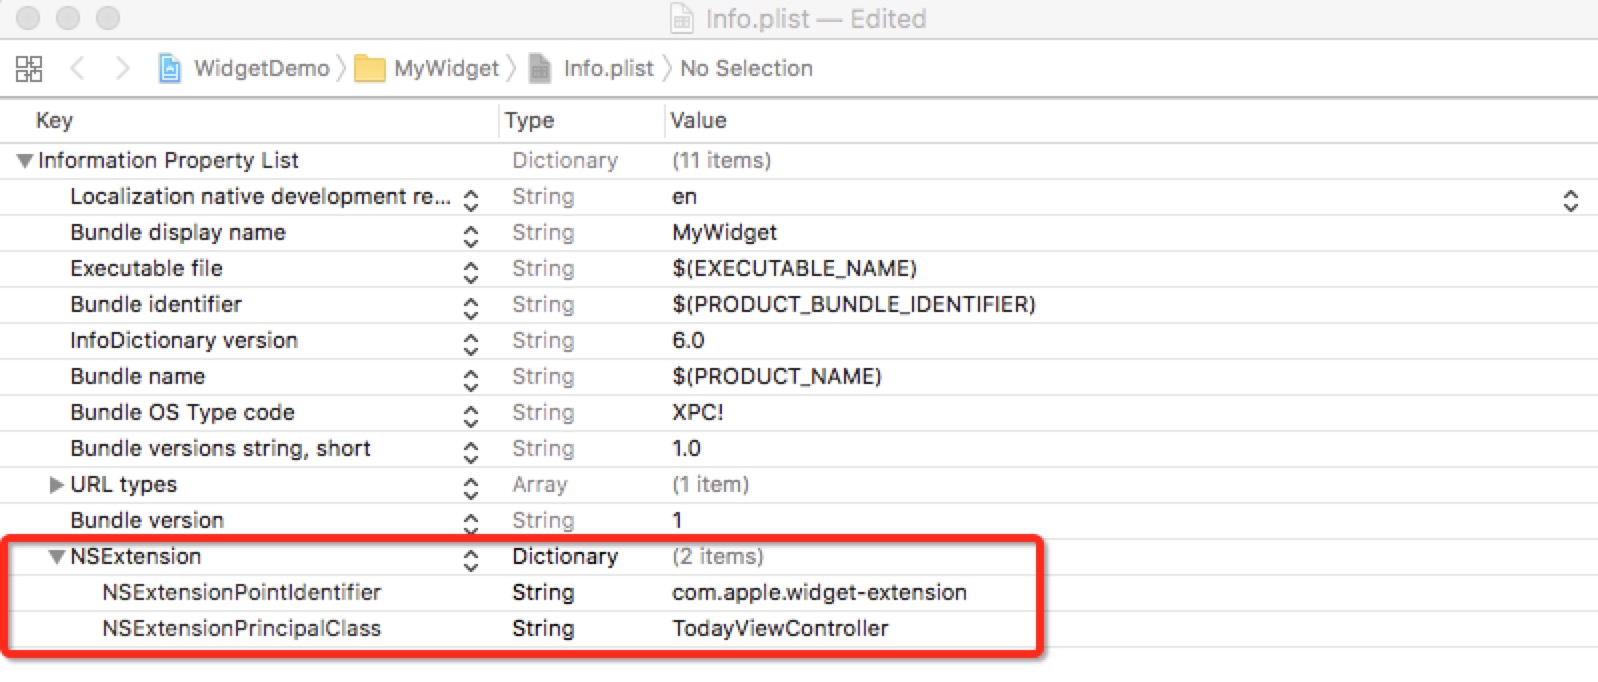 Info.plist — Edited
WidgetDemo MyWidget Info.plist No Selection
Key Type Value
Information Property List Dictionary (11 items)
Localization native development re... String en
Bundle display name String MyWidget
Executable file String $(EXECUTABLE_NAME)
Bundle identifier String $(PRODUCT_BUNDLE_IDENTIFIER)
InfoDictionary version String 6.0
Bundle name String $(PRODUCT_NAME)
Bundle OS Type code String XPC!
Bundle versions string, short String 1.0
URL types Array (1 item)
Bundle version String 1
NSExtension Dictionary (2 items)
NSExtensionPointIdentifier String com.apple.widget-extension
NSExtensionPrincipalClass String TodayViewController